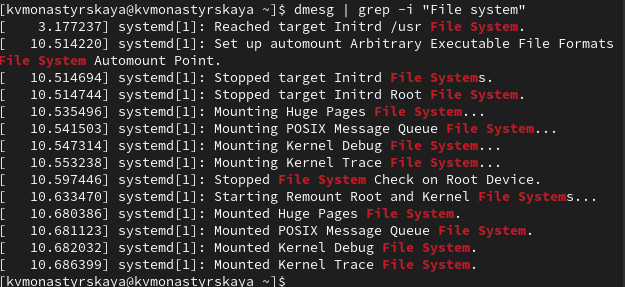 [kvmonastyrskaya@kvmonastyrskaya ~]$ dmesg | grep -i "File system"
[    3.177237] systemd[1]: Reached target Initrd /usr File System.
[   10.514220] systemd[1]: Set up automount Arbitrary Executable File Formats
File System Automount Point.
[   10.514694] systemd[1]: Stopped target Initrd File Systems.
[   10.514744] systemd[1]: Stopped target Initrd Root File System.
[   10.535496] systemd[1]: Mounting Huge Pages File System...
[   10.541503] systemd[1]: Mounting POSIX Message Queue File System...
[   10.547314] systemd[1]: Mounting Kernel Debug File System...
[   10.553238] systemd[1]: Mounting Kernel Trace File System...
[   10.597446] systemd[1]: Stopped File System Check on Root Device.
[   10.633470] systemd[1]: Starting Remount Root and Kernel File Systems...
[   10.680386] systemd[1]: Mounted Huge Pages File System.
[   10.681123] systemd[1]: Mounted POSIX Message Queue File System.
[   10.682032] systemd[1]: Mounted Kernel Debug File System.
[   10.686399] systemd[1]: Mounted Kernel Trace File System.
[kvmonastyrskaya@kvmonastyrskaya ~]$